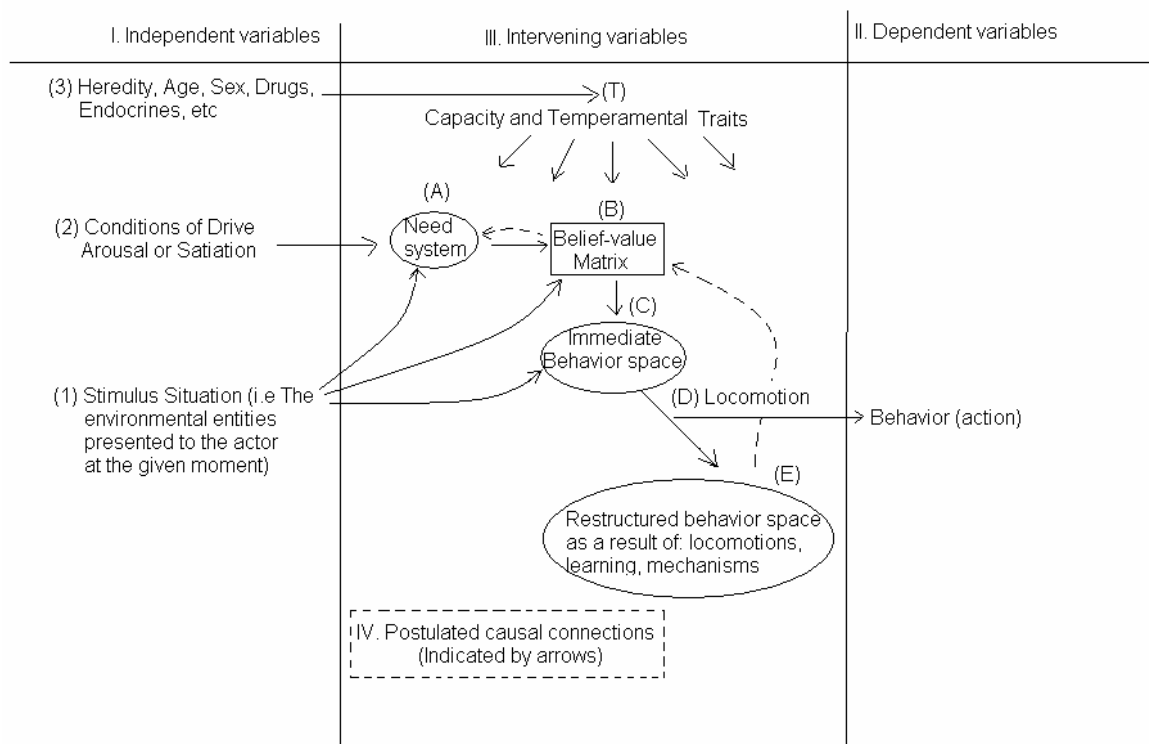 I. Independent variables
III. Intervening variables
II. Dependent variables
(3) Heredity, Age, Sex, Drugs,
Endocrines, etc
(T)
Capacity and Temperamental Traits
(A)
Need
system
(B)
Belief-value
Matrix
(2) Conditions of Drive
Arousal or Satiation
(C)
Immediate
Behavior space
(1) Stimulus Situation (i.e The
environmental entities
presented to the actor
at the given moment)
(D) Locomotion
Behavior (action)
(E)
Restructured behavior space
as a result of: locomotions,
learning, mechanisms
IV. Postulated causal connections
(Indicated by arrows)